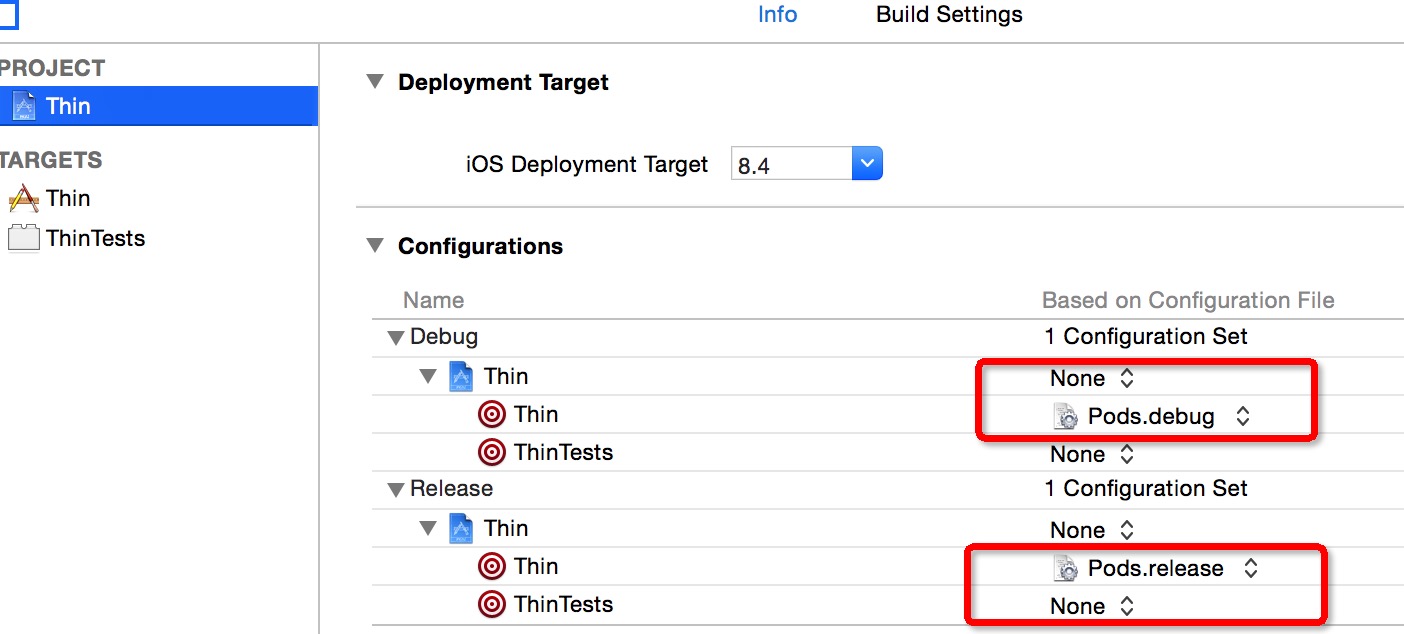 Info Build Settings
PROJECT
Thin
TARGETS
Thin
ThinTests
Deployment Target
iOS Deployment Target 8.4
Configurations
Name Based on Configuration File
Debug 1 Configuration Set
Thin None
Thin Pods.debug
ThinTests None
Release 1 Configuration Set
Thin None
Thin Pods.release
ThinTests None